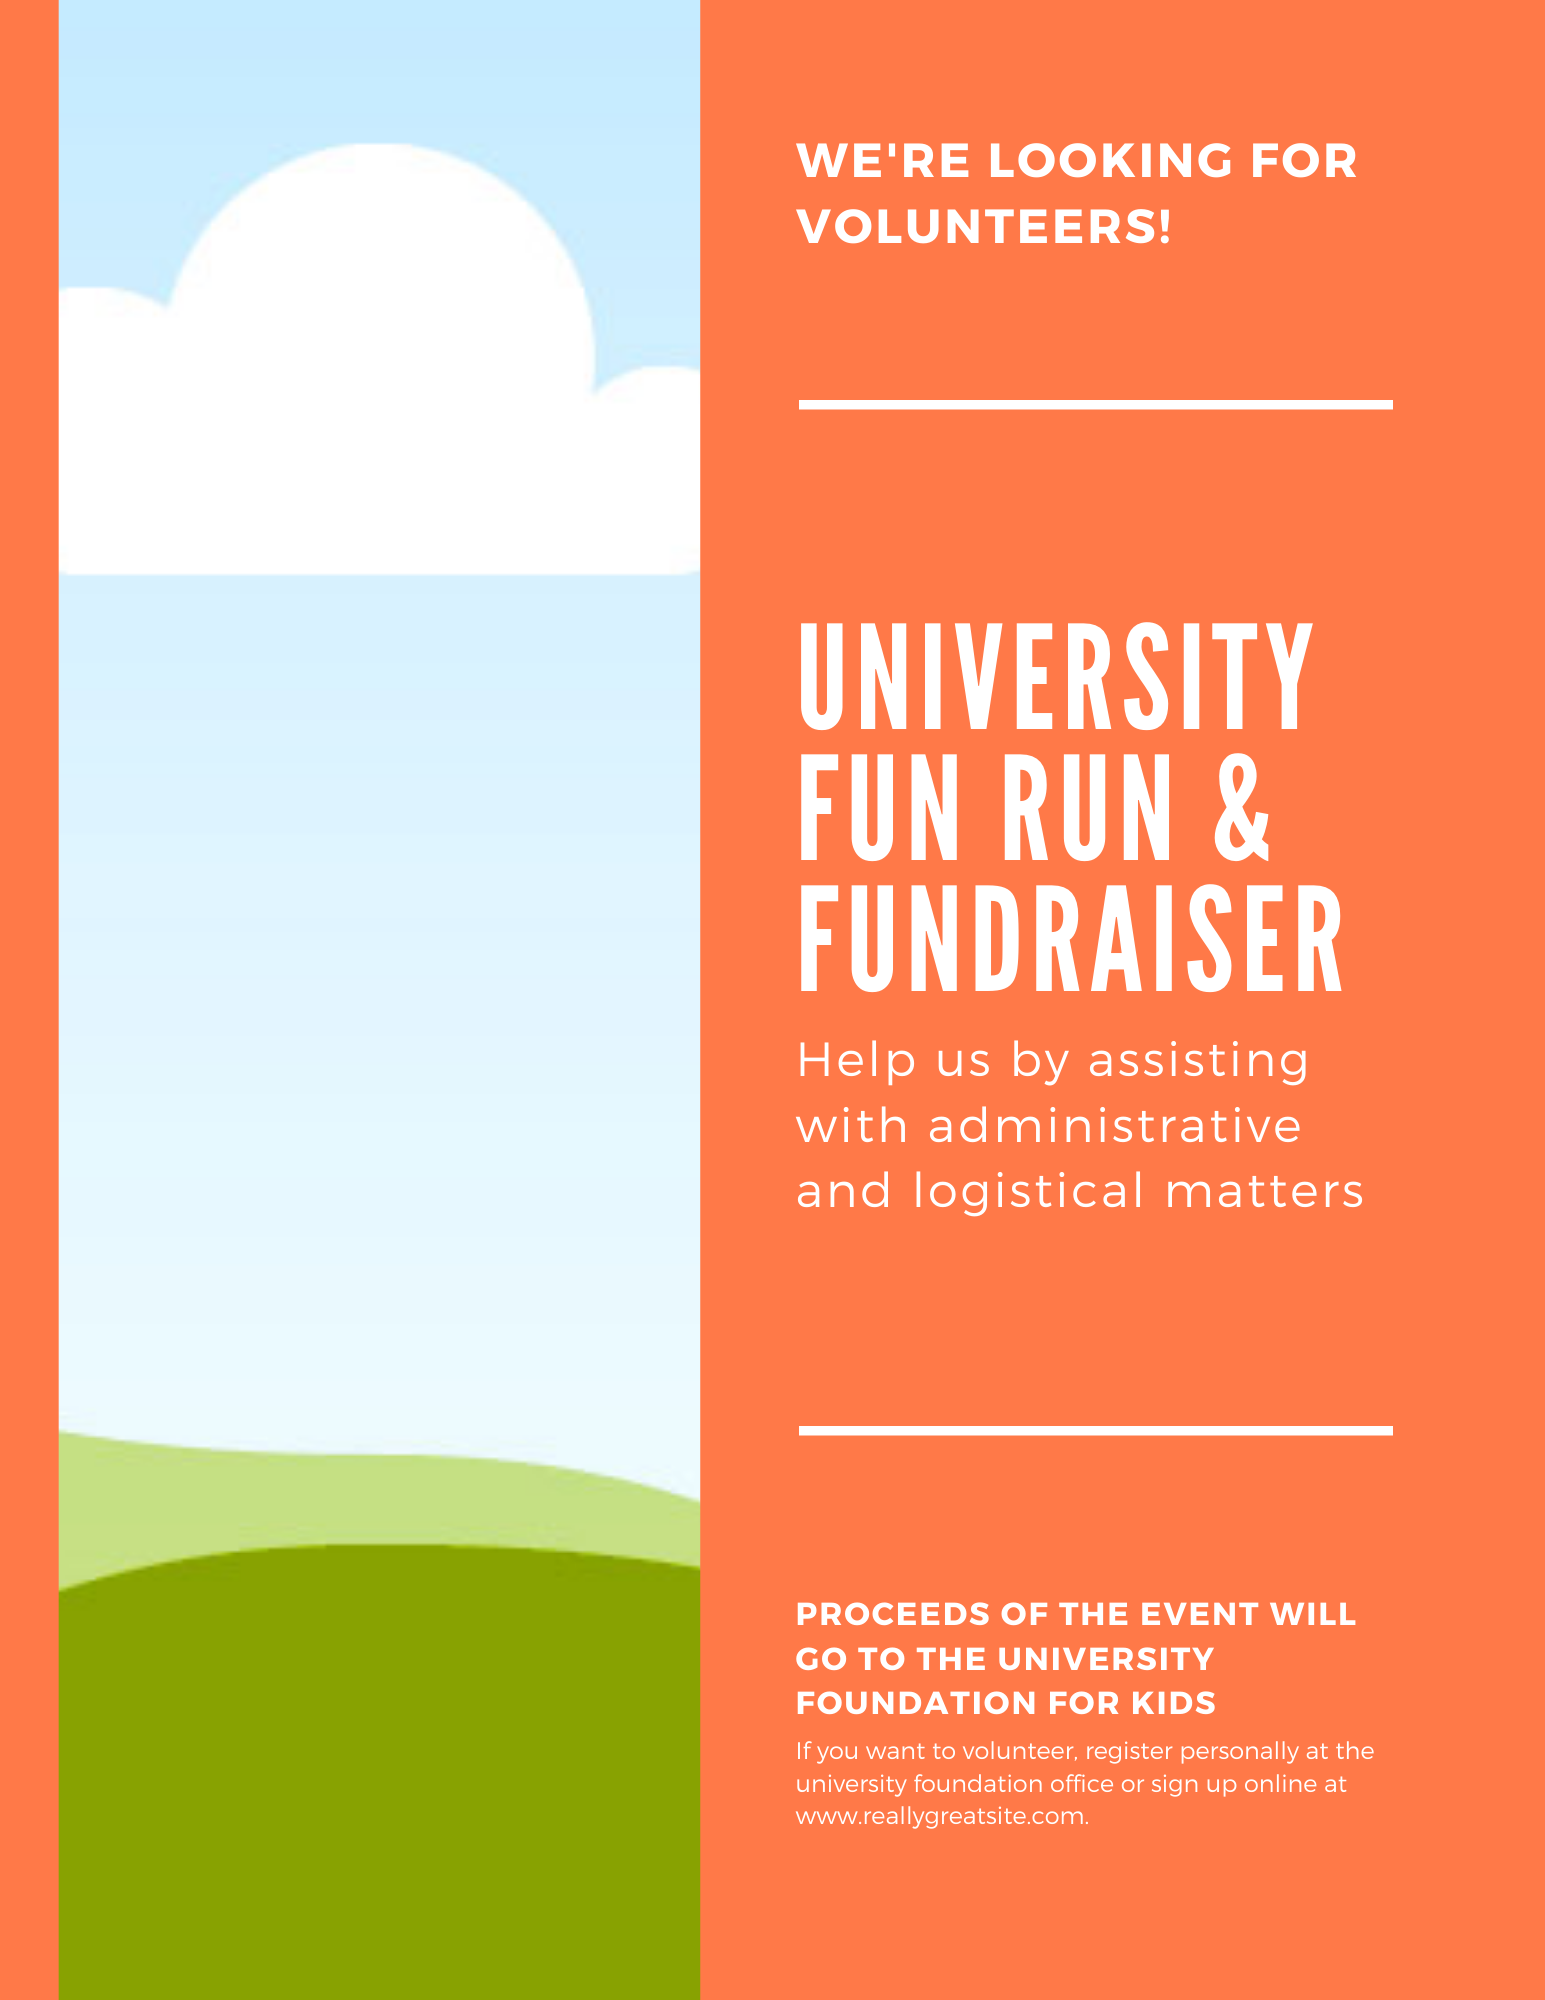 WE'RE LOOKING FOR
VOLUNTEERS!
UNIVERSITY
FUN RUN &
FUNDRAISER
Help us by assisting
with administrative
and logistical matters
PROCEEDS OF THE EVENT WILL
GO TO THE UNIVERSITY
FOUNDATION FOR KIDS
If you want to volunteer, register personally at the
university foundation office or sign up online at
www.reallygreatsite.com.